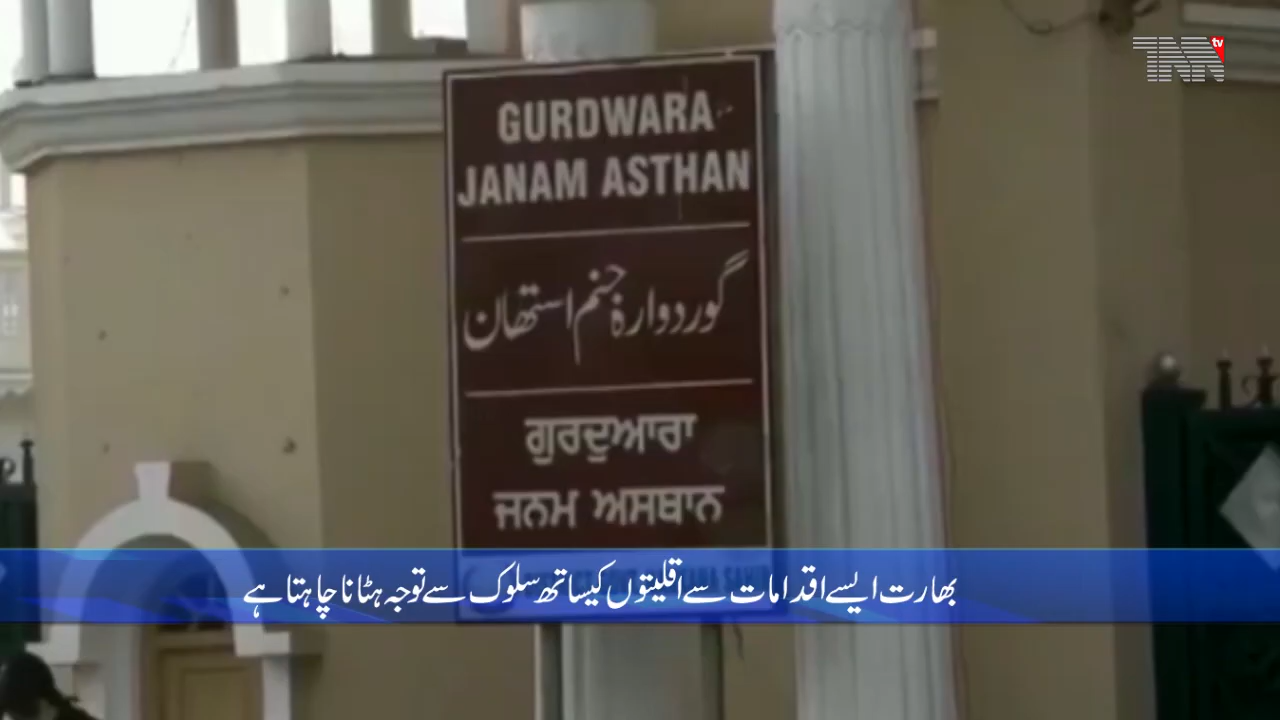 TNN tv
GURDWARA
JANAM ASTHAN
گوردوارہ جنم استھان
ਗੁਰਦੁਆਰਾ
ਜਨਮ ਅਸਥਾਨ
بھارت ایسے اقدامات سے اقلیتوں کیساتھ سلوک سے توجہ ہٹانا چاہتا ہے